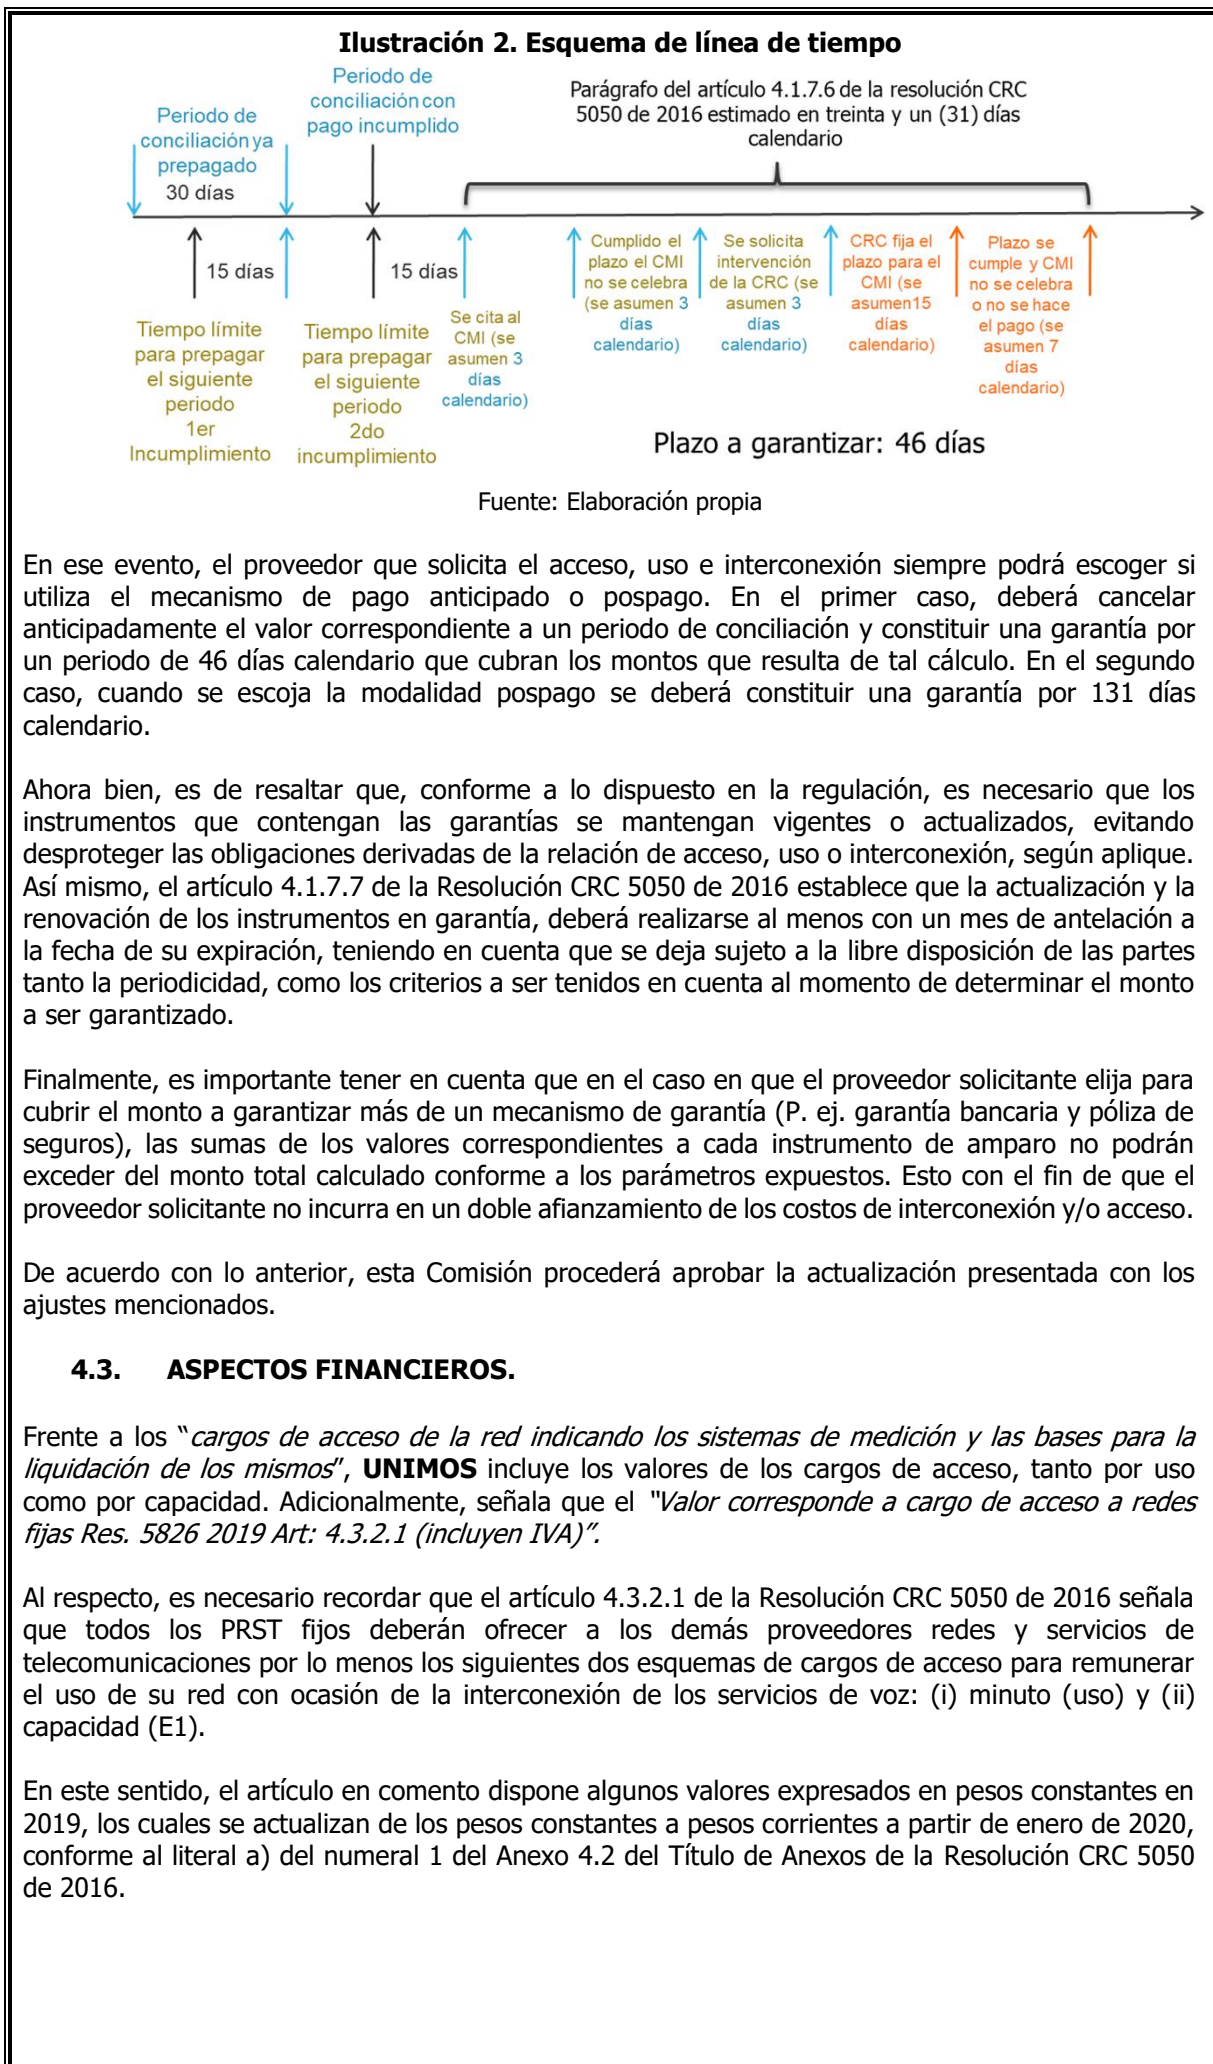 Ilustración 2. Esquema de línea de tiempo
Periodo de
conciliación ya
prepagado
30 días
Periodo de
conciliación con
pago incumplido
Parágrafo del artículo 4.1.7.6 de la resolución CRC
5050 de 2016 estimado en treinta y un (31) días
calendario
15 días
15 días
Tiempo límite
para prepagar
el siguiente
periodo
1er
Incumplimiento
Tiempo límite
para prepagar
el siguiente
periodo
2do
incumplimiento
Se cita al
CMI (se
asumen 3
días
calendario)
Cumplido el
plazo el CMI
no se celebra
(se asumen 3
días
calendario)
Se solicita
intervención
de la CRC (se
asumen 3
días
calendario)
CRC fija el
plazo para el
CMI (se
asumen15
días
calendario)
Plazo se
cumple y CMI
no se celebra
o no se hace
el pago (se
asumen 7
días
calendario)
Plazo a garantizar: 46 días
Fuente: Elaboración propia
En ese evento, el proveedor que solicita el acceso, uso e interconexión siempre podrá escoger si
utiliza el mecanismo de pago anticipado o pospago. En el primer caso, deberá cancelar
anticipadamente el valor correspondiente a un periodo de conciliación y constituir una garantía por
un periodo de 46 días calendario que cubran los montos que resulta de tal cálculo. En el segundo
caso, cuando se escoja la modalidad pospago se deberá constituir una garantía por 131 días
calendario.
Ahora bien, es de resaltar que, conforme a lo dispuesto en la regulación, es necesario que los
instrumentos que contengan las garantías se mantengan vigentes o actualizados, evitando
desproteger las obligaciones derivadas de la relación de acceso, uso o interconexión, según aplique.
Así mismo, el artículo 4.1.7.7 de la Resolución CRC 5050 de 2016 establece que la actualización y la
renovación de los instrumentos en garantía, deberá realizarse al menos con un mes de antelación a
la fecha de su expiración, teniendo en cuenta que se deja sujeto a la libre disposición de las partes
tanto la periodicidad, como los criterios a ser tenidos en cuenta al momento de determinar el monto
a ser garantizado.
Finalmente, es importante tener en cuenta que en el caso en que el proveedor solicitante elija para
cubrir el monto a garantizar más de un mecanismo de garantía (P. ej. garantía bancaria y póliza de
seguros), las sumas de los valores correspondientes a cada instrumento de amparo no podrán
exceder del monto total calculado conforme a los parámetros expuestos. Esto con el fin de que el
proveedor solicitante no incurra en un doble afianzamiento de los costos de interconexión y/o acceso.
De acuerdo con lo anterior, esta Comisión procederá aprobar la actualización presentada con los
ajustes mencionados.
4.3. ASPECTOS FINANCIEROS.
Frente a los “cargos de acceso de la red indicando los sistemas de medición y las bases para la
liquidación de los mismos”, UNIMOS incluye los valores de los cargos de acceso, tanto por uso
como por capacidad. Adicionalmente, señala que el “Valor corresponde a cargo de acceso a redes
fijas Res. 5826 2019 Art: 4.3.2.1 (incluyen IVA)”.
Al respecto, es necesario recordar que el artículo 4.3.2.1 de la Resolución CRC 5050 de 2016 señala
que todos los PRST fijos deberán ofrecer a los demás proveedores redes y servicios de
telecomunicaciones por lo menos los siguientes dos esquemas de cargos de acceso para remunerar
el uso de su red con ocasión de la interconexión de los servicios de voz: (i) minuto (uso) y (ii)
capacidad (E1).
En este sentido, el artículo en comento dispone algunos valores expresados en pesos constantes en
2019, los cuales se actualizan de los pesos constantes a pesos corrientes a partir de enero de 2020,
conforme al literal a) del numeral 1 del Anexo 4.2 del Título de Anexos de la Resolución CRC 5050
de 2016.